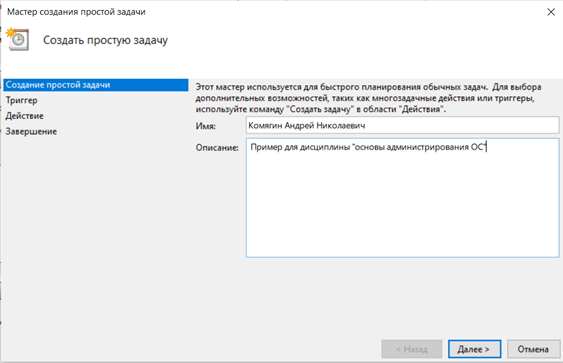 Мастер создания простой задачи
Создать простую задачу
Создание простой задачи
Триггер
Действие
Завершение
Этот мастер используется для быстрого планирования обычных задач. Для выбора
дополнительных возможностей, таких как многозадачные действия или триггеры,
используйте команду "Создать задачу" в области "Действия".
Имя: Комягин Андрей Николаевич
Описание: Пример для дисциплины "основы администрирования ОС"
< Назад Далее > Отмена